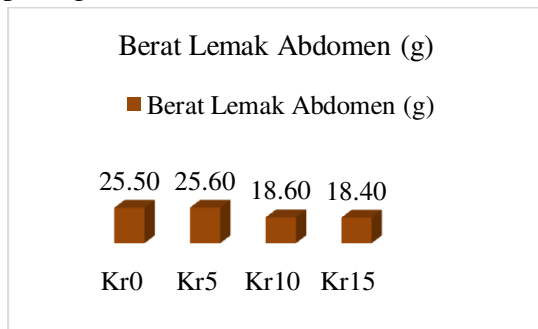 Berat Lemak Abdomen (g)
Berat Lemak Abdomen (g)
25.50 25.60 18.60 18.40
Kr0 Kr5 Kr10 Kr15